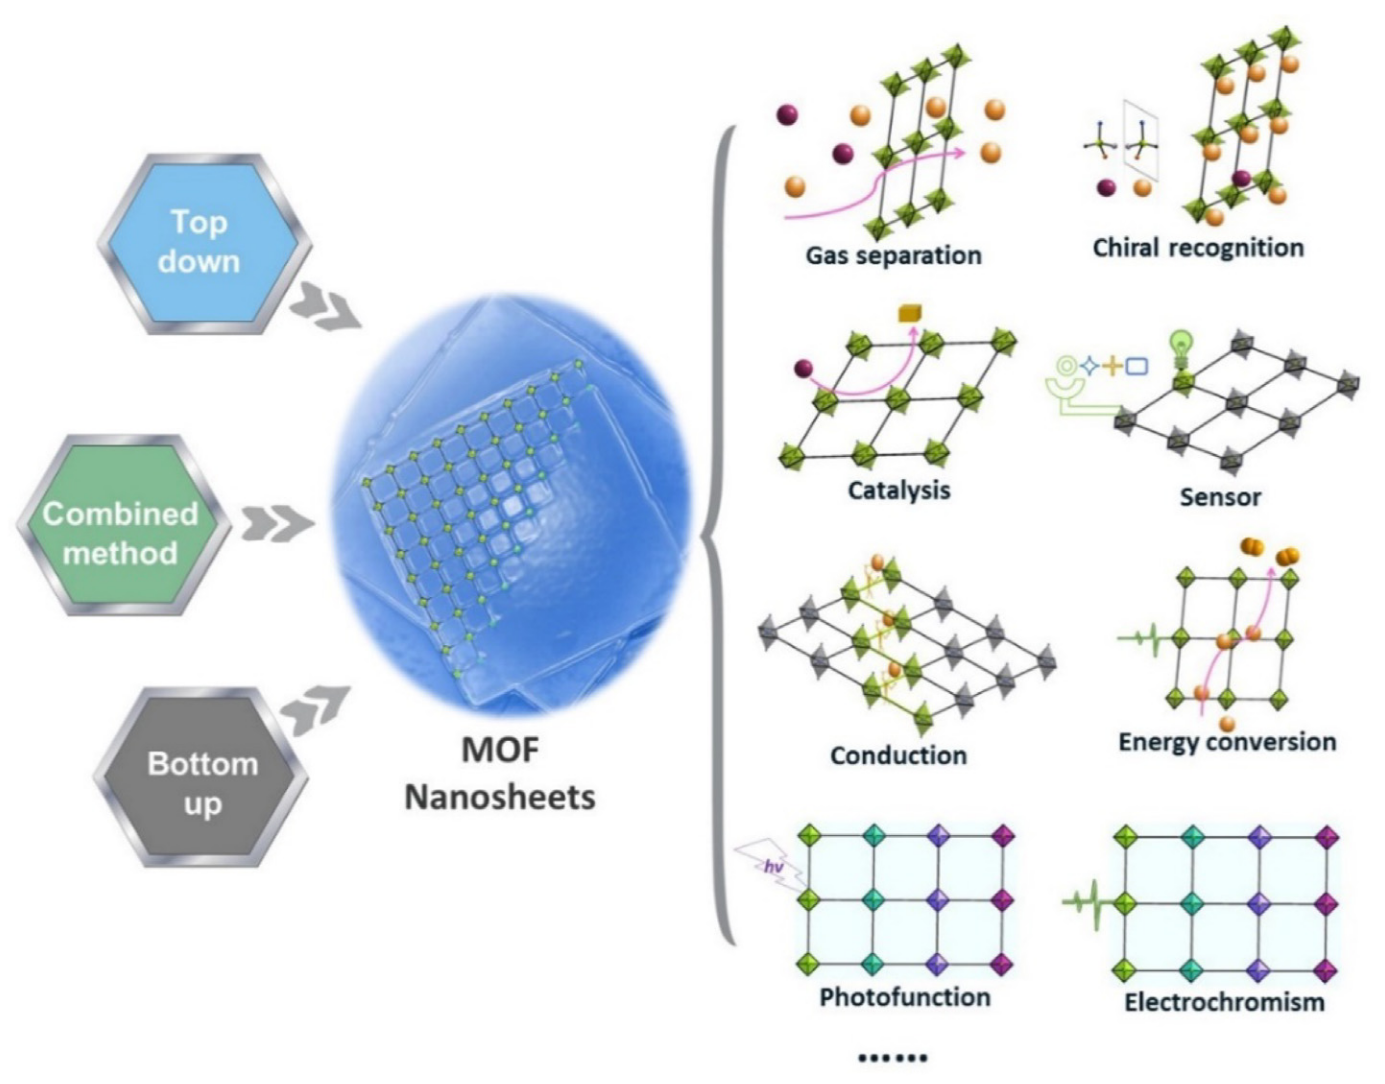 Top
down
Combined
method
Bottom
up
MOF
Nanosheets
Gas separation
Chiral recognition
Catalysis
Sensor
Conduction
Energy conversion
hν
Photofunction
Electrochromism
......